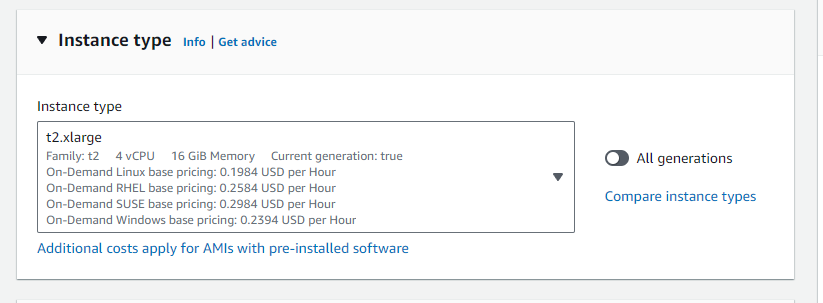 Instance type Info | Get advice
Instance type
t2.xlarge
Family: t2 4 vCPU 16 GiB Memory Current generation: true
On-Demand Linux base pricing: 0.1984 USD per Hour
On-Demand RHEL base pricing: 0.2584 USD per Hour
On-Demand SUSE base pricing: 0.2984 USD per Hour
On-Demand Windows base pricing: 0.2394 USD per Hour
All generations
Compare instance types
Additional costs apply for AMIs with pre-installed software